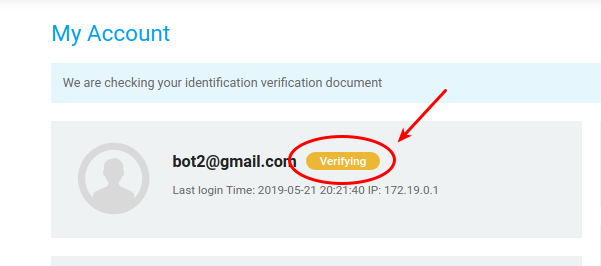 My Account
We are checking your identification verification document
bot2@gmail.com Verifying
Last login Time: 2019-05-21 20:21:40 IP: 172.19.0.1